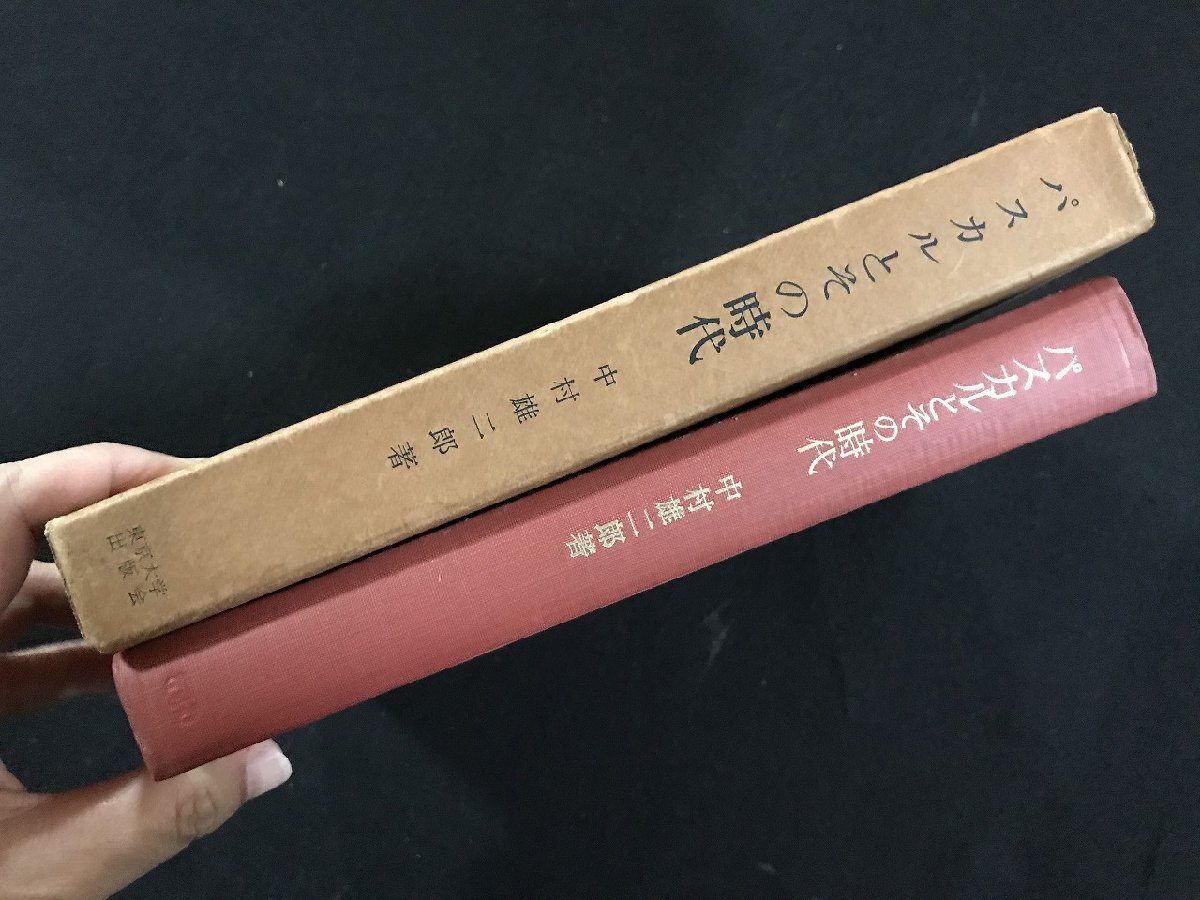 パスカルとその時代
中村雄二郎著
東京大学
出版会
パスカルとその時代
中村雄二郎著